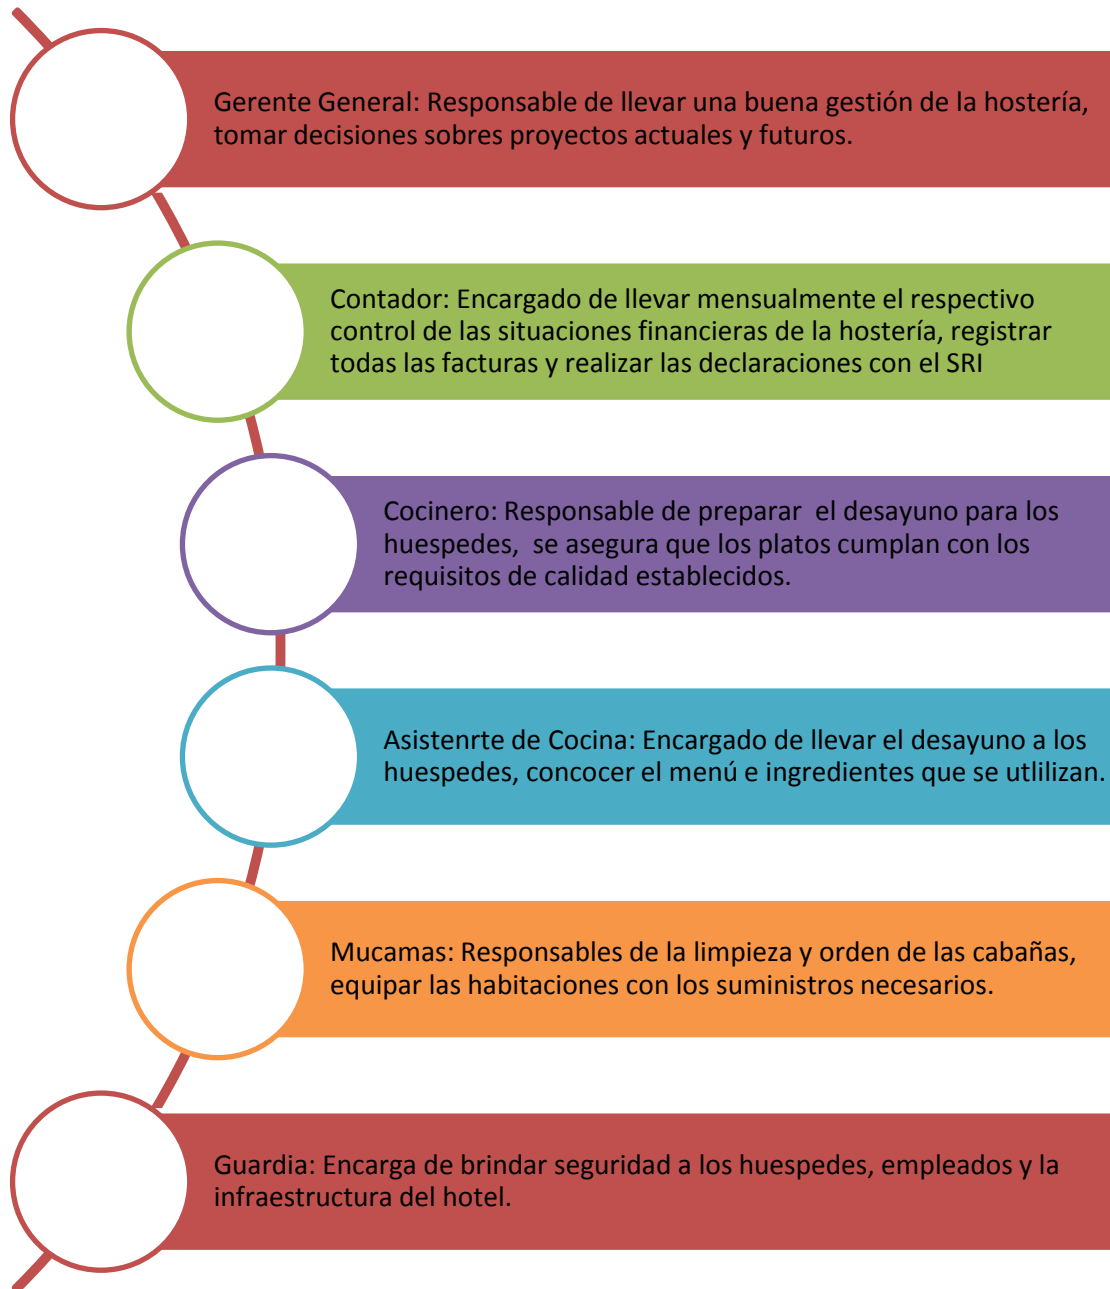 Gerente General: Responsable de llevar una buena gestión de la hostería,
tomar decisiones sobres proyectos actuales y futuros.
Contador: Encargado de llevar mensualmente el respectivo
control de las situaciones financieras de la hostería, registrar
todas las facturas y realizar las declaraciones con el SRI
Cocinero: Responsable de preparar  el desayuno para los
huespedes,  se asegura que los platos cumplan con los
requisitos de calidad establecidos.
Asistenrte de Cocina: Encargado de llevar el desayuno a los
huespedes, concocer el menú e ingredientes que se utlilizan.
Mucamas: Responsables de la limpieza y orden de las cabañas,
equipar las habitaciones con los suministros necesarios.
Guardia: Encarga de brindar seguridad a los huespedes, empleados y la
infraestructura del hotel.